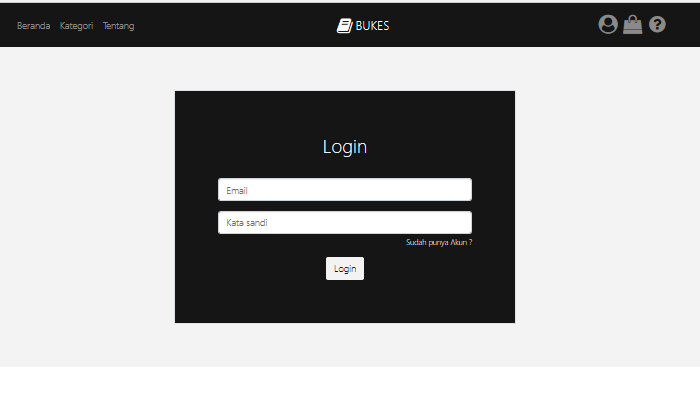 Beranda Kategori Tentang BUKES
Login
Email
Kata sandi
Sudah punya Akun ?
Login